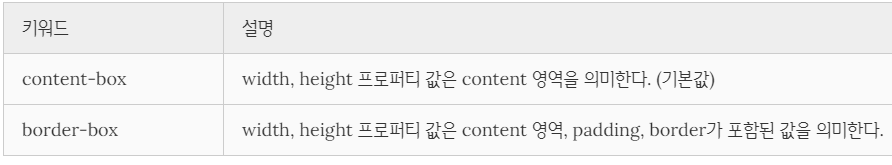 키워드 설명
content-box width, height 프로퍼티 값은 content 영역을 의미한다. (기본값)
border-box width, height 프로퍼티 값은 content 영역, padding, border가 포함된 값을 의미한다.